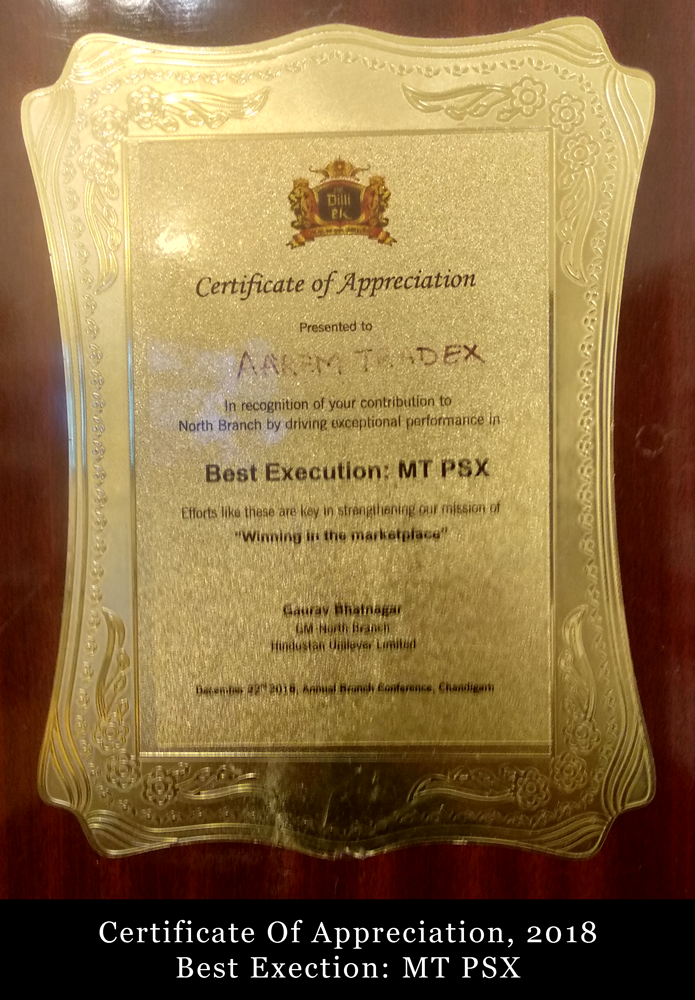 Dilli
Certificate of Appreciation
Presented to
AAREM TRADEX
In recognition of your contribution to
North Branch by driving exceptional performance in
Best Execution: MT PSX
Efforts like these are key in strengthening our mission of
"Winning in the marketplace"
Gaurav Bhatnagar
GM-North Branch
Hindustan Unilever Limited
December 22nd 2018, Annual Branch Conference, Chandigarh
Certificate Of Appreciation, 2018
Best Exection: MT PSX